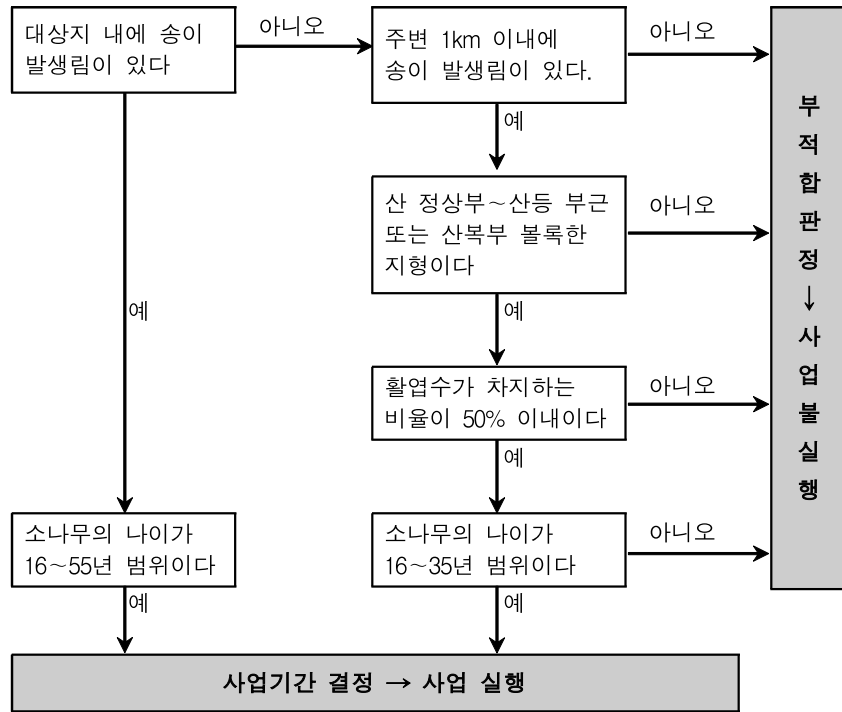 대상지 내에 송이
발생림이 있다
아니오
주변 1km 이내에
송이 발생림이 있다.
아니오
예
산 정상부~산등 부근
또는 산복부 볼록한
지형이다
아니오
예
예
활엽수가 차지하는
비율이 50% 이내이다
아니오
예
소나무의 나이가
16~55년 범위이다
소나무의 나이가
16~35년 범위이다
아니오
예
예
부
적
합
판
정
↓
사
업
불
실
행
사업기간 결정 → 사업 실행